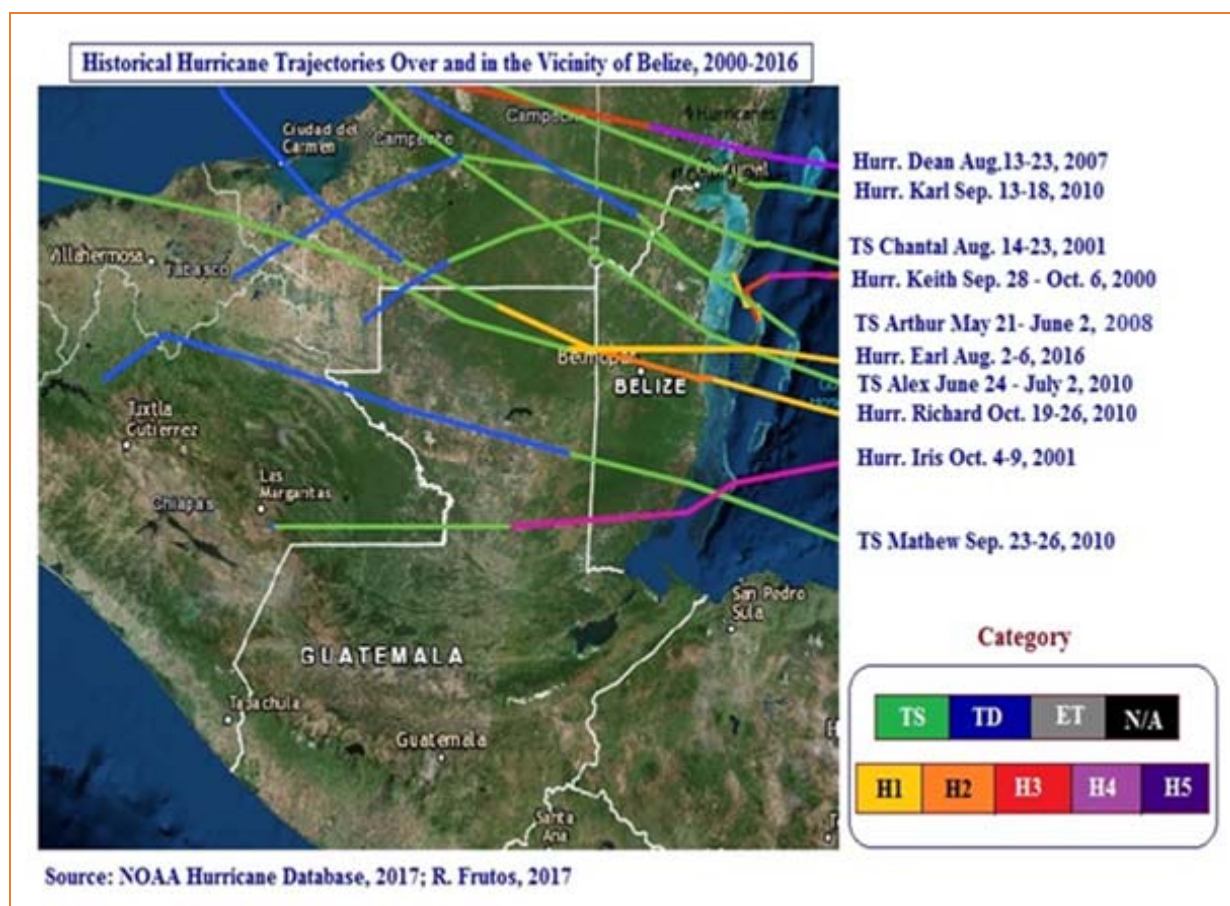 Historical Hurricane Trajectories Over and in the Vicinity of Belize, 2000-2016
Ciudad del
Carmen
Campeche
Hurricanes
Villahermosa
Tabasco
Belmopan
BELIZE
Tuxtla
Gutierrez
Las
Margaritas
Chiapas
GUATEMALA
Tapachula
Guatemala
San Pedro
Sula
Santa
Ana
Hurr. Dean Aug.13-23, 2007
Hurr. Karl Sep. 13-18, 2010
TS Chantal Aug. 14-23, 2001
Hurr. Keith Sep. 28 - Oct. 6, 2000
TS Arthur May 21- June 2, 2008
Hurr. Earl Aug. 2-6, 2016
TS Alex June 24 - July 2, 2010
Hurr. Richard Oct. 19-26, 2010
Hurr. Iris Oct. 4-9, 2001
TS Mathew Sep. 23-26, 2010
Category
TS TD ET N/A
H1 H2 H3 H4 H5
Source: NOAA Hurricane Database, 2017; R. Frutos, 2017